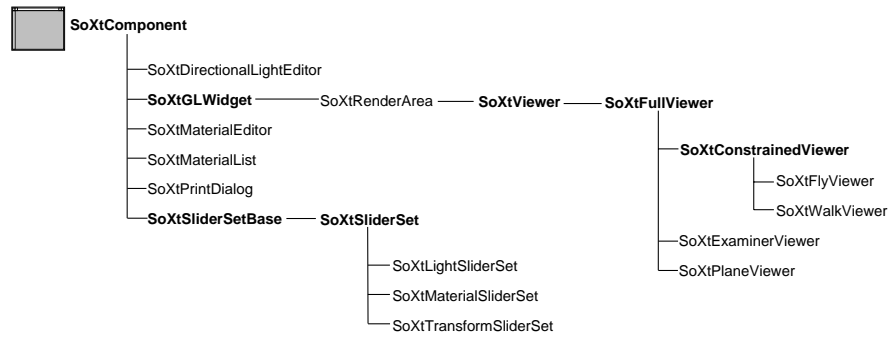 SoXtComponent
SoXtDirectionalLightEditor
SoXtGLWidget SoXtRenderArea SoXtViewer SoXtFullViewer
SoXtMaterialEditor
SoXtConstrainedViewer
SoXtMaterialList
SoXtFlyViewer
SoXtPrintDialog
SoXtWalkViewer
SoXtSliderSetBase SoXtSliderSet
SoXtExaminerViewer
SoXtLightSliderSet
SoXtPlaneViewer
SoXtMaterialSliderSet
SoXtTransformSliderSet